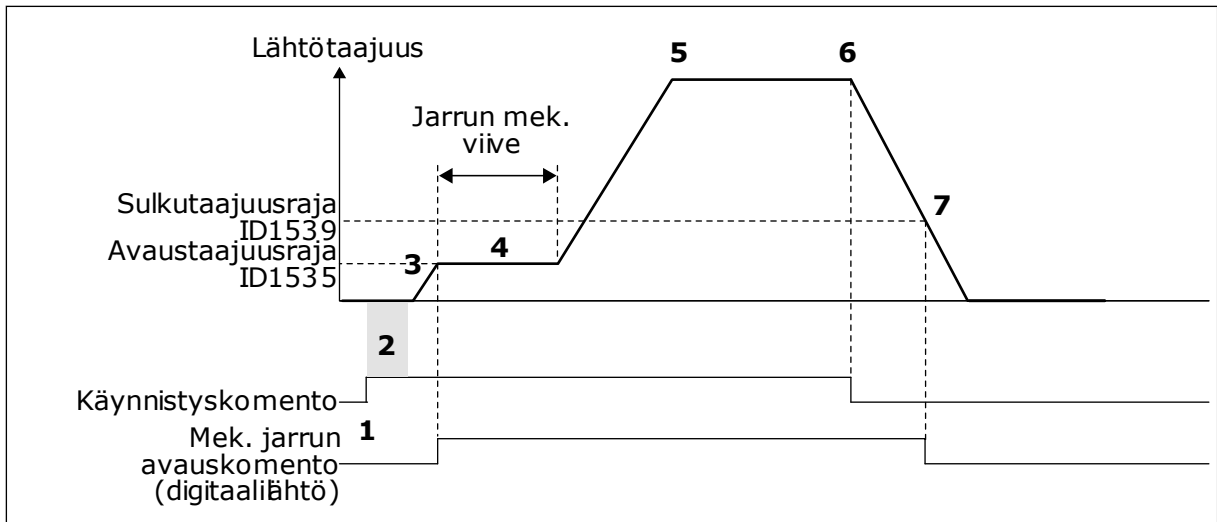 Lähtötaajuus
5
6
Jarrun mek.
viive
Sulkutaajuusraja
ID1539
7
Avaustaajuusraja
ID1535
3
4
2
Käynnistyskomento
1
Mek. jarrun
avauskomento
(digitaalilähtö)